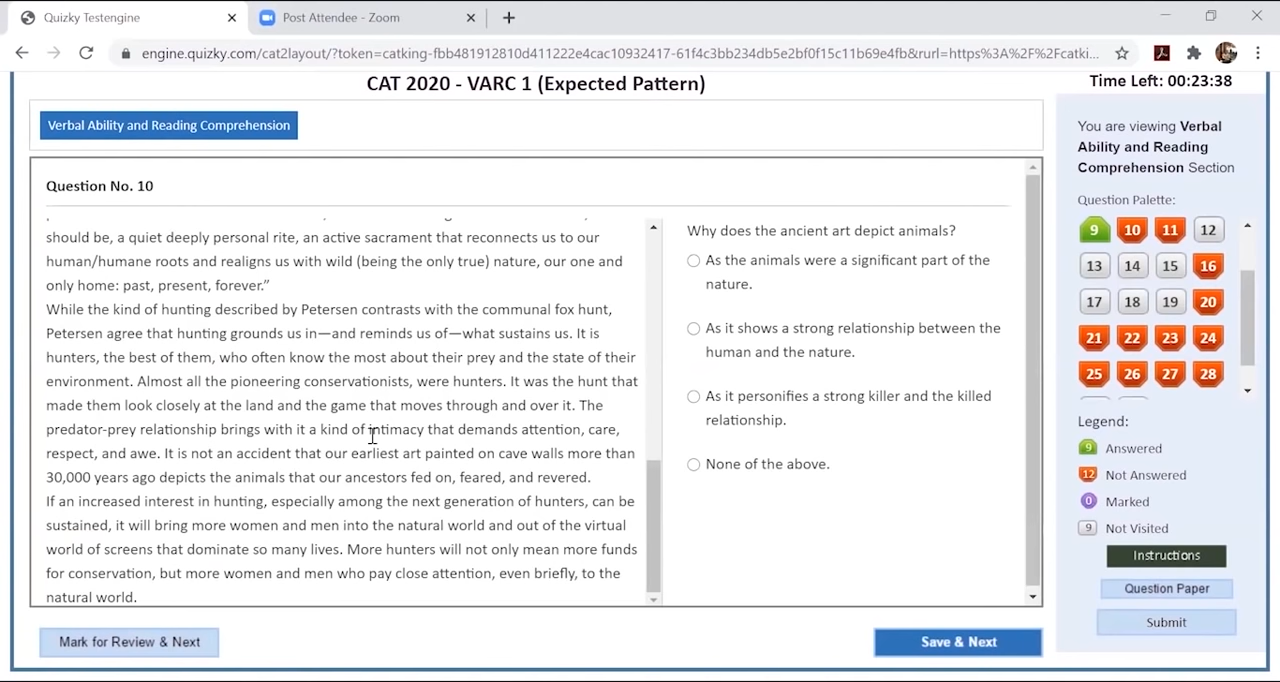 Quizky Testengine
Post Attendee - Zoom
engine.quizky.com/cat2layout/?token=catking-fbb481912810d411222e4cac10932417-61f4c3bb234db5e2bf0f15c11b69e4fb&rurl=https%3A%2F%2Fcatki...
CAT 2020 - VARC 1 (Expected Pattern)
Time Left: 00:23:38
Verbal Ability and Reading Comprehension
Question No. 10
should be, a quiet deeply personal rite, an active sacrament that reconnects us to our
human/humane roots and realigns us with wild (being the only true) nature, our one and
only home: past, present, forever.”
While the kind of hunting described by Petersen contrasts with the communal fox hunt,
Petersen agree that hunting grounds us in—and reminds us of—what sustains us. It is
hunters, the best of them, who often know the most about their prey and the state of their
environment. Almost all the pioneering conservationists, were hunters. It was the hunt that
made them look closely at the land and the game that moves through and over it. The
predator-prey relationship brings with it a kind of intimacy that demands attention, care,
respect, and awe. It is not an accident that our earliest art painted on cave walls more than
30,000 years ago depicts the animals that our ancestors fed on, feared, and revered.
If an increased interest in hunting, especially among the next generation of hunters, can be
sustained, it will bring more women and men into the natural world and out of the virtual
world of screens that dominate so many lives. More hunters will not only mean more funds
for conservation, but more women and men who pay close attention, even briefly, to the
natural world.
Why does the ancient art depict animals?
As the animals were a significant part of the
nature.
As it shows a strong relationship between the
human and the nature.
As it personifies a strong killer and the killed
relationship.
None of the above.
Mark for Review & Next
Save & Next
You are viewing Verbal
Ability and Reading
Comprehension Section
Question Palette:
9 10 11 12
13 14 15 16
17 18 19 20
21 22 23 24
25 26 27 28
Legend:
9 Answered
12 Not Answered
0 Marked
9 Not Visited
Instructions
Question Paper
Submit